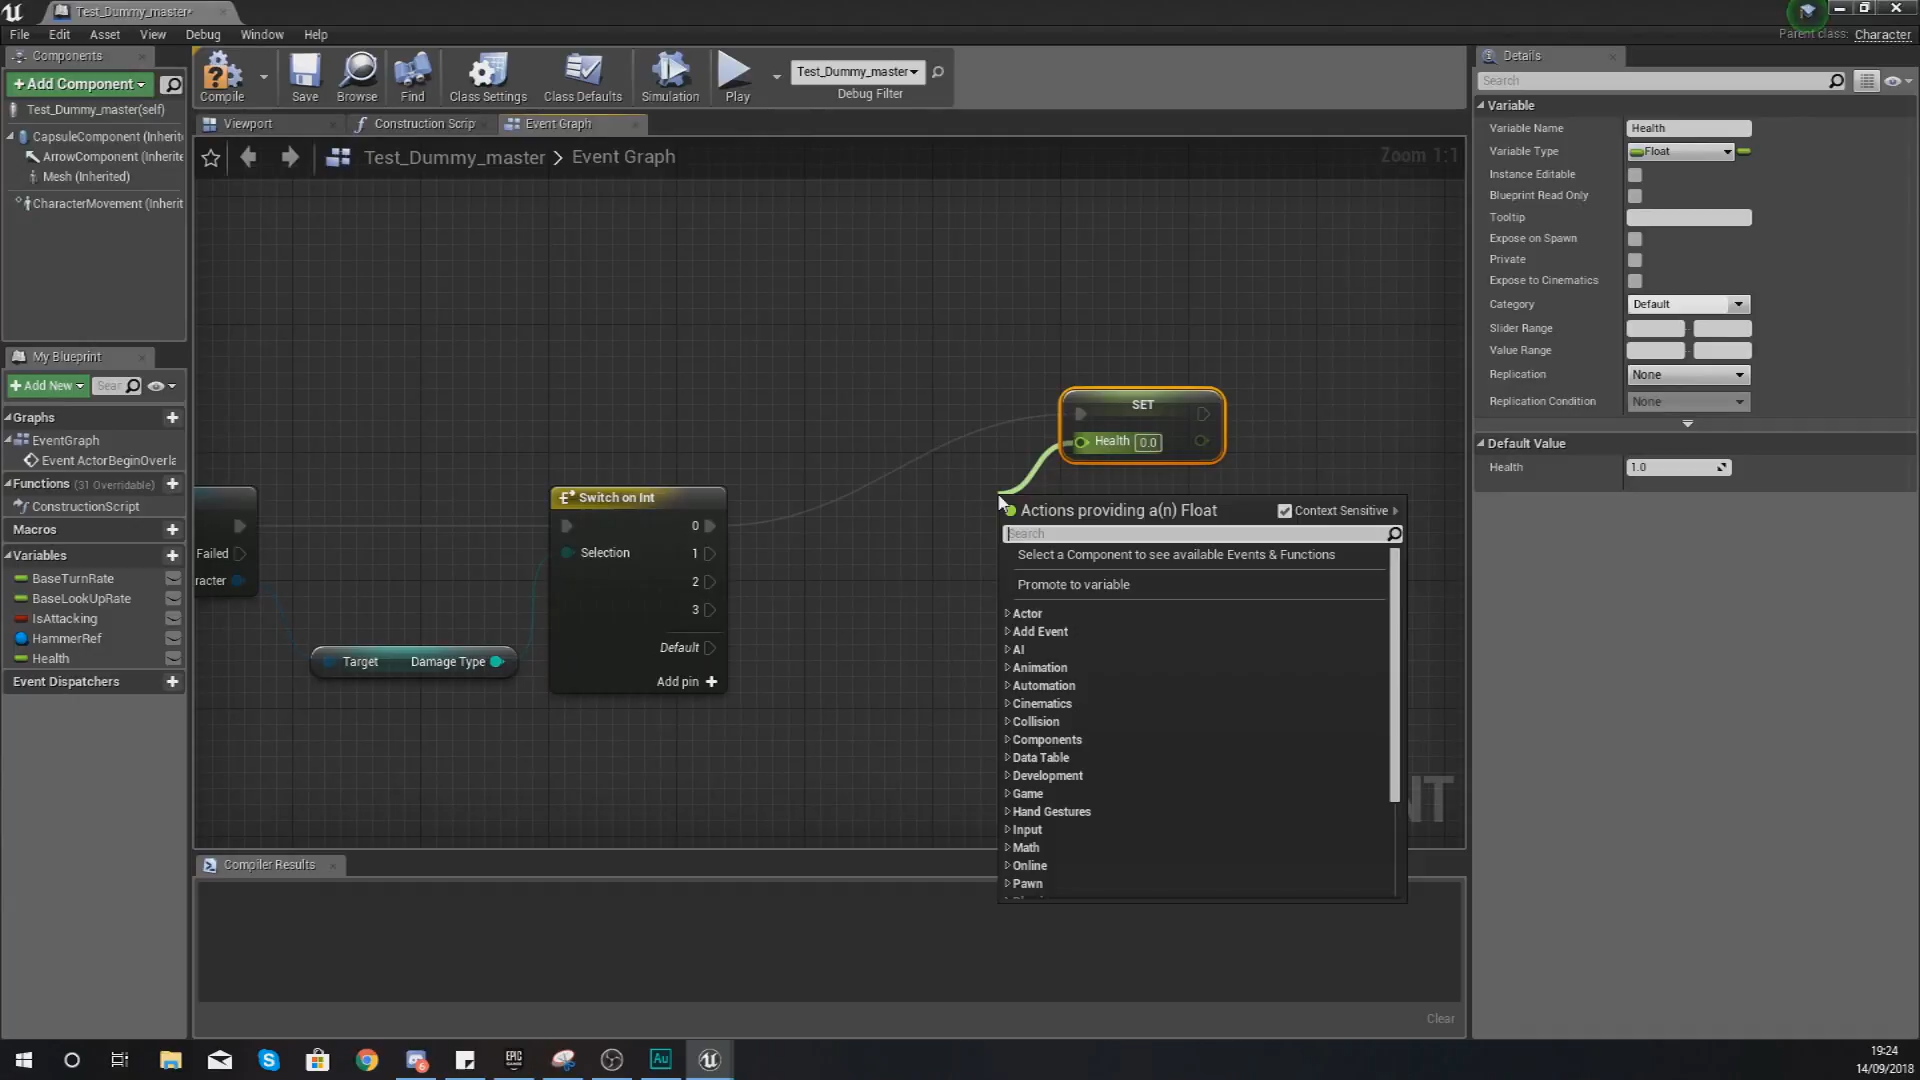 Test_Dummy_master*
File Edit Asset View Debug Window Help
Parent class: Character
Components
+Add Component
Test_Dummy_master(self)
CapsuleComponent (Inherit
ArrowComponent (Inherite
Mesh (Inherited)
CharacterMovement (Inherit
Compile
Save
Browse
Find
Class Settings
Class Defaults
Simulation
Play
Test_Dummy_master
Debug Filter
Viewport
Construction Scrip
Event Graph
Test_Dummy_master > Event Graph
Zoom 1:1
My Blueprint
+Add New
Sear
Graphs
EventGraph
Event ActorBeginOverla
Functions (31 Overridable)
ConstructionScript
Macros
Variables
BaseTurnRate
BaseLookUpRate
IsAttacking
HammerRef
Health
Event Dispatchers
Failed
racter
Target Damage Type
Switch on Int
0
Selection 1
2
3
Default
Add pin +
SET
Health 0.0
Actions providing a(n) Float
Context Sensitive
Search
Select a Component to see available Events & Functions
Promote to variable
Actor
Add Event
AI
Animation
Automation
Cinematics
Collision
Components
Data Table
Development
Game
Hand Gestures
Input
Math
Online
Pawn
NT
Compiler Results
Clear
Details
Search
Variable
Variable Name Health
Variable Type Float
Instance Editable
Blueprint Read Only
Tooltip
Expose on Spawn
Private
Expose to Cinematics
Category Default
Slider Range
Value Range
Replication None
Replication Condition None
Default Value
Health 1.0
EPIC
GAMES
Au
6
19:24
14/09/2018